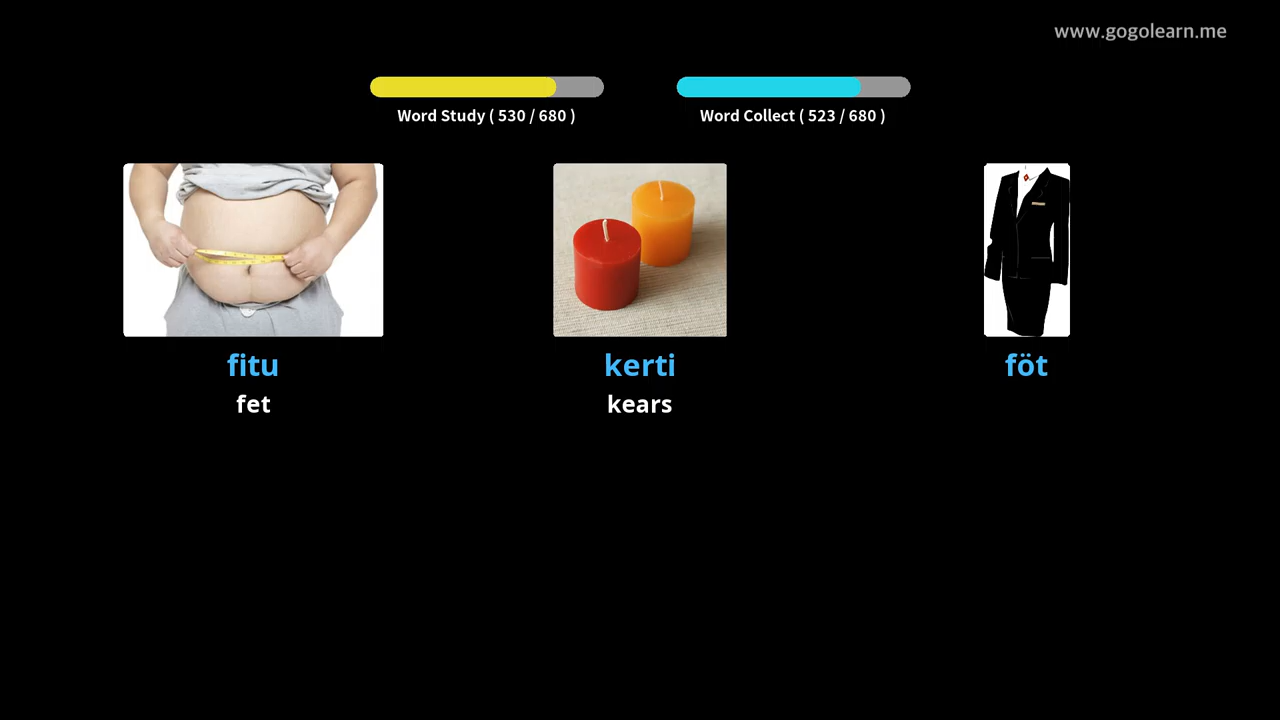 www.gogolearn.me
Word Study ( 530 / 680 )
Word Collect ( 523 / 680 )
fitu
kerti
föt
fet
kears